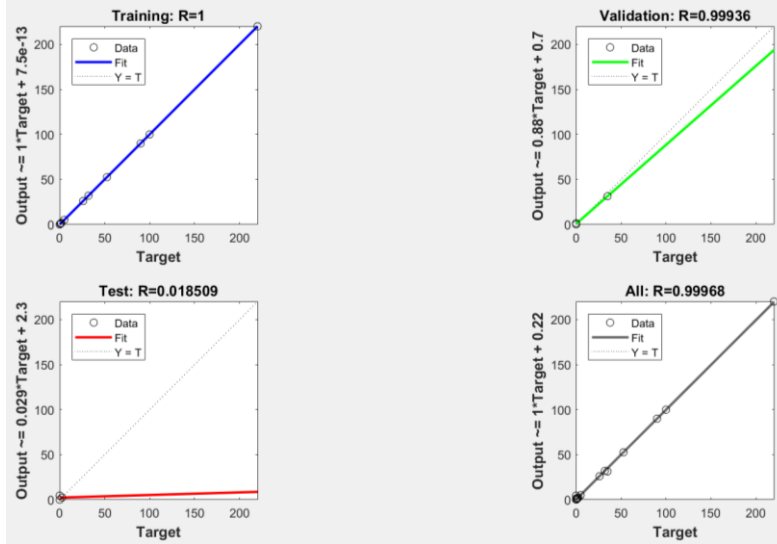 Training: R=1
Output ~= 1*Target + 7.5e-13
200
150
100
50
0
Data
Fit
Y = T
0 50 100 150 200
Target
Validation: R=0.99936
Output ~= 0.88*Target + 0.7
200
150
100
50
0
Data
Fit
Y = T
0 50 100 150 200
Target
Test: R=0.018509
Output ~= 0.029*Target + 2.3
200
150
100
50
0
Data
Fit
Y = T
0 50 100 150 200
Target
All: R=0.99968
Output ~= 1*Target + 0.22
200
150
100
50
0
Data
Fit
Y = T
0 50 100 150 200
Target